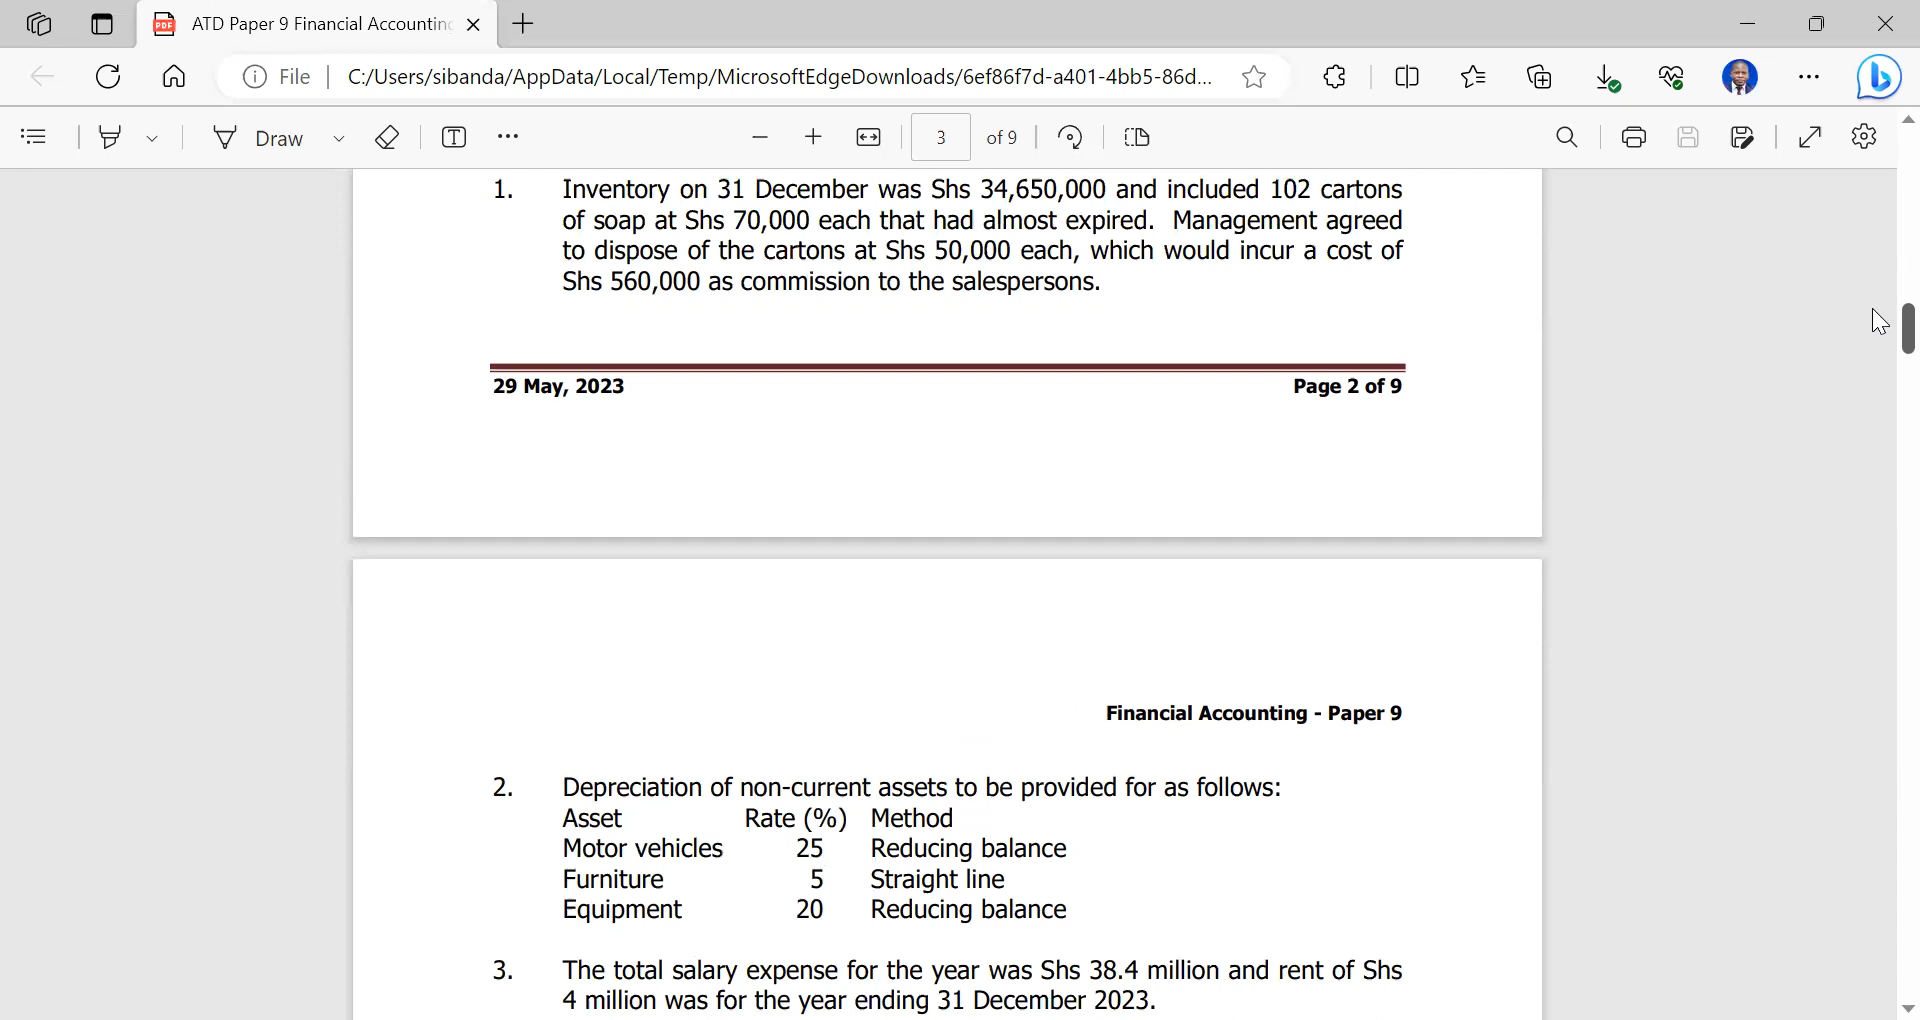 ATD Paper 9 Financial Accounting
File
C:/Users/sibanda/AppData/Local/Temp/MicrosoftEdgeDownloads/6ef86f7d-a401-4bb5-86d...
Draw
3 of 9
1. Inventory on 31 December was Shs 34,650,000 and included 102 cartons
of soap at Shs 70,000 each that had almost expired. Management agreed
to dispose of the cartons at Shs 50,000 each, which would incur a cost of
Shs 560,000 as commission to the salespersons.
29 May, 2023 Page 2 of 9
Financial Accounting - Paper 9
2. Depreciation of non-current assets to be provided for as follows:
Asset Rate (%) Method
Motor vehicles 25 Reducing balance
Furniture 5 Straight line
Equipment 20 Reducing balance
3. The total salary expense for the year was Shs 38.4 million and rent of Shs
4 million was for the year ending 31 December 2023.